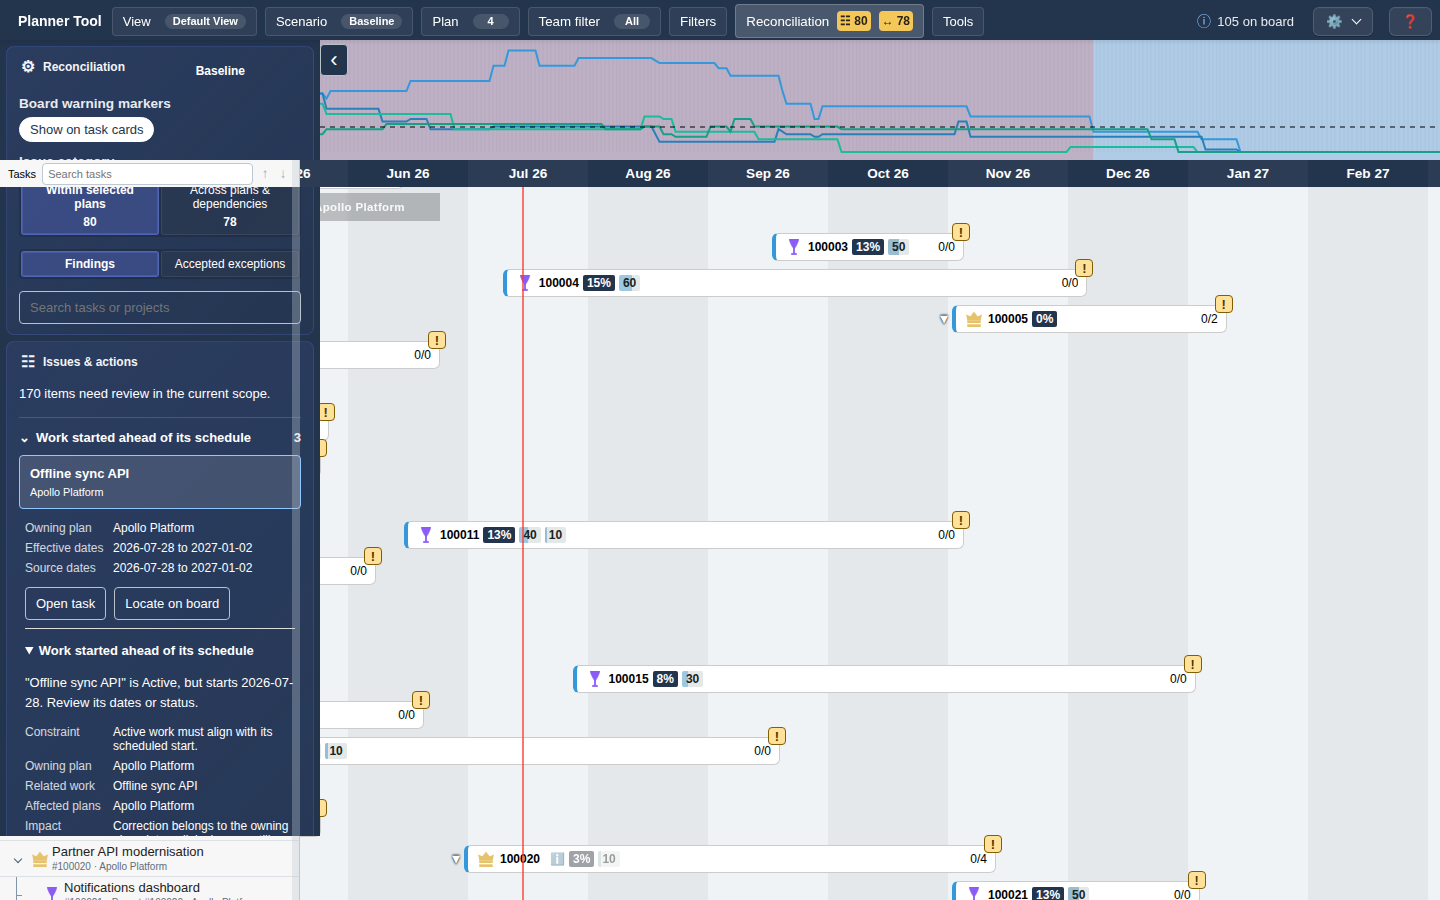 Planner Tool View Default View Scenario Baseline Plan 4 Team filter All Filters Reconciliation 80 ↔ 78 Tools 105 on board
Reconciliation Baseline
Board warning markers
Show on task cards
Tasks Search tasks ↑ ↓ 26 Jun 26 Jul 26 Aug 26 Sep 26 Oct 26 Nov 26 Dec 26 Jan 27 Feb 27
Within selected plans
80
Across plans & dependencies
78
Findings Accepted exceptions
Search tasks or projects
Issues & actions
170 items need review in the current scope.
Work started ahead of its schedule 3
Offline sync API
Apollo Platform
Owning plan Apollo Platform
Effective dates 2026-07-28 to 2027-01-02
Source dates 2026-07-28 to 2027-01-02
Open task Locate on board
Work started ahead of its schedule
"Offline sync API" is Active, but starts 2026-07-
28. Review its dates or status.
Constraint Active work must align with its
scheduled start.
Owning plan Apollo Platform
Related work Offline sync API
Affected plans Apollo Platform
Impact Correction belongs to the owning
Partner API modernisation
#100020 · Apollo Platform
Notifications dashboard
Apollo Platform
!
100003 13% 50 0/0
!
100004 15% 60 0/0
!
100005 0% 0/2
!
0/0
!
!
100011 13% 40 10 0/0
!
0/0
!
100015 8% 30 0/0
!
0/0
!
10 0/0
!
100020 3% 10 0/4
!
100021 13% 50 0/0